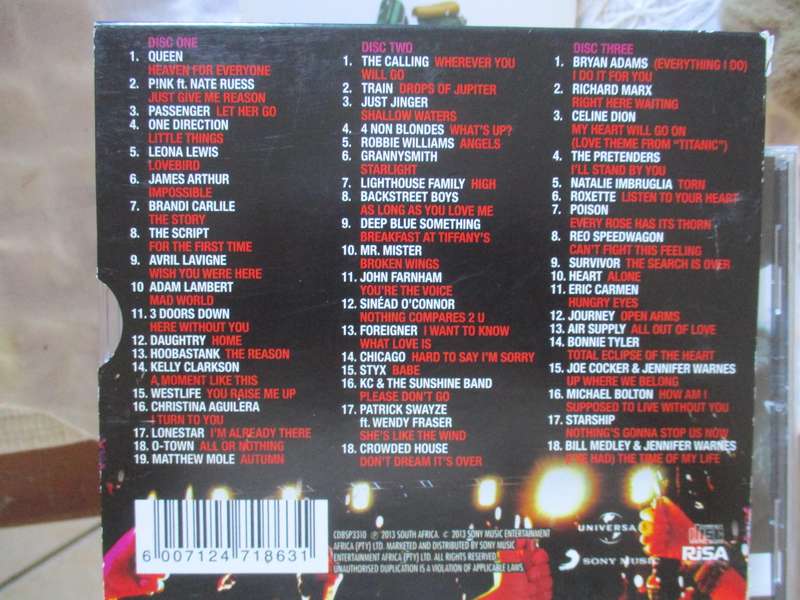 DISC ONE
1. QUEEN
HEAVEN FOR EVERYONE
2. P!NK ft. NATE RUESS
JUST GIVE ME REASON
3. PASSENGER LET HER GO
4. ONE DIRECTION
LITTLE THINGS
5. LEONA LEWIS
LOVEBIRD
6. JAMES ARTHUR
IMPOSSIBLE
7. BRANDI CARLILE
THE STORY
8. THE SCRIPT
FOR THE FIRST TIME
9. AVRIL LAVIGNE
WISH YOU WERE HERE
10 ADAM LAMBERT
MAD WORLD
11. 3 DOORS DOWN
HERE WITHOUT YOU
12. DAUGHTRY HOME
13. HOOBASTANK THE REASON
14. KELLY CLARKSON
A MOMENT LIKE THIS
15. WESTLIFE YOU RAISE ME UP
16. CHRISTINA AGUILERA
I TURN TO YOU
17. LONESTAR I'M ALREADY THERE
18. O-TOWN ALL OR NOTHING
19. MATTHEW MOLE AUTUMN
DISC TWO
1. THE CALLING WHEREVER YOU
WILL GO
2. TRAIN DROPS OF JUPITER
3. JUST JINGER
SHALLOW WATERS
4. 4 NON BLONDES WHAT'S UP?
5. ROBBIE WILLIAMS ANGELS
6. GRANNYSMITH
STARLIGHT
7. LIGHTHOUSE FAMILY HIGH
8. BACKSTREET BOYS
AS LONG AS YOU LOVE ME
9. DEEP BLUE SOMETHING
BREAKFAST AT TIFFANY'S
10. MR. MISTER
BROKEN WINGS
11. JOHN FARNHAM
YOU'RE THE VOICE
12. SINÉAD O'CONNOR
NOTHING COMPARES 2 U
13. FOREIGNER I WANT TO KNOW
WHAT LOVE IS
14. CHICAGO HARD TO SAY I'M SORRY
15. STYX BABE
16. KC & THE SUNSHINE BAND
PLEASE DON'T GO
17. PATRICK SWAYZE
ft. WENDY FRASER
SHE'S LIKE THE WIND
18. CROWDED HOUSE
DON'T DREAM IT'S OVER
DISC THREE
1. BRYAN ADAMS (EVERYTHING I DO)
I DO IT FOR YOU
2. RICHARD MARX
RIGHT HERE WAITING
3. CELINE DION
MY HEART WILL GO ON
(LOVE THEME FROM "TITANIC")
4. THE PRETENDERS
I'LL STAND BY YOU
5. NATALIE IMBRUGLIA TORN
6. ROXETTE LISTEN TO YOUR HEART
7. POISON
EVERY ROSE HAS ITS THORN
8. REO SPEEDWAGON
CAN'T FIGHT THIS FEELING
9. SURVIVOR THE SEARCH IS OVER
10. HEART ALONE
11. ERIC CARMEN
HUNGRY EYES
12. JOURNEY OPEN ARMS
13. AIR SUPPLY ALL OUT OF LOVE
14. BONNIE TYLER
TOTAL ECLIPSE OF THE HEART
15. JOE COCKER & JENNIFER WARNES
UP WHERE WE BELONG
16. MICHAEL BOLTON HOW AM I
SUPPOSED TO LIVE WITHOUT YOU
17. STARSHIP
NOTHING'S GONNA STOP US NOW
18. BILL MEDLEY & JENNIFER WARNES
(I'VE HAD) THE TIME OF MY LIFE
6 007124 718631
CDBSP3310 ℗ 2013 SOUTH AFRICA. © 2013 SONY MUSIC ENTERTAINMENT
AFRICA (PTY) LTD. MARKETED AND DISTRIBUTED BY SONY MUSIC
ENTERTAINMENT AFRICA (PTY) LTD. ALL RIGHTS RESERVED.
UNAUTHORISED DUPLICATION IS A VIOLATION OF APPLICABLE LAWS.
UNIVERSAL
SONY MUSIC
RiSA